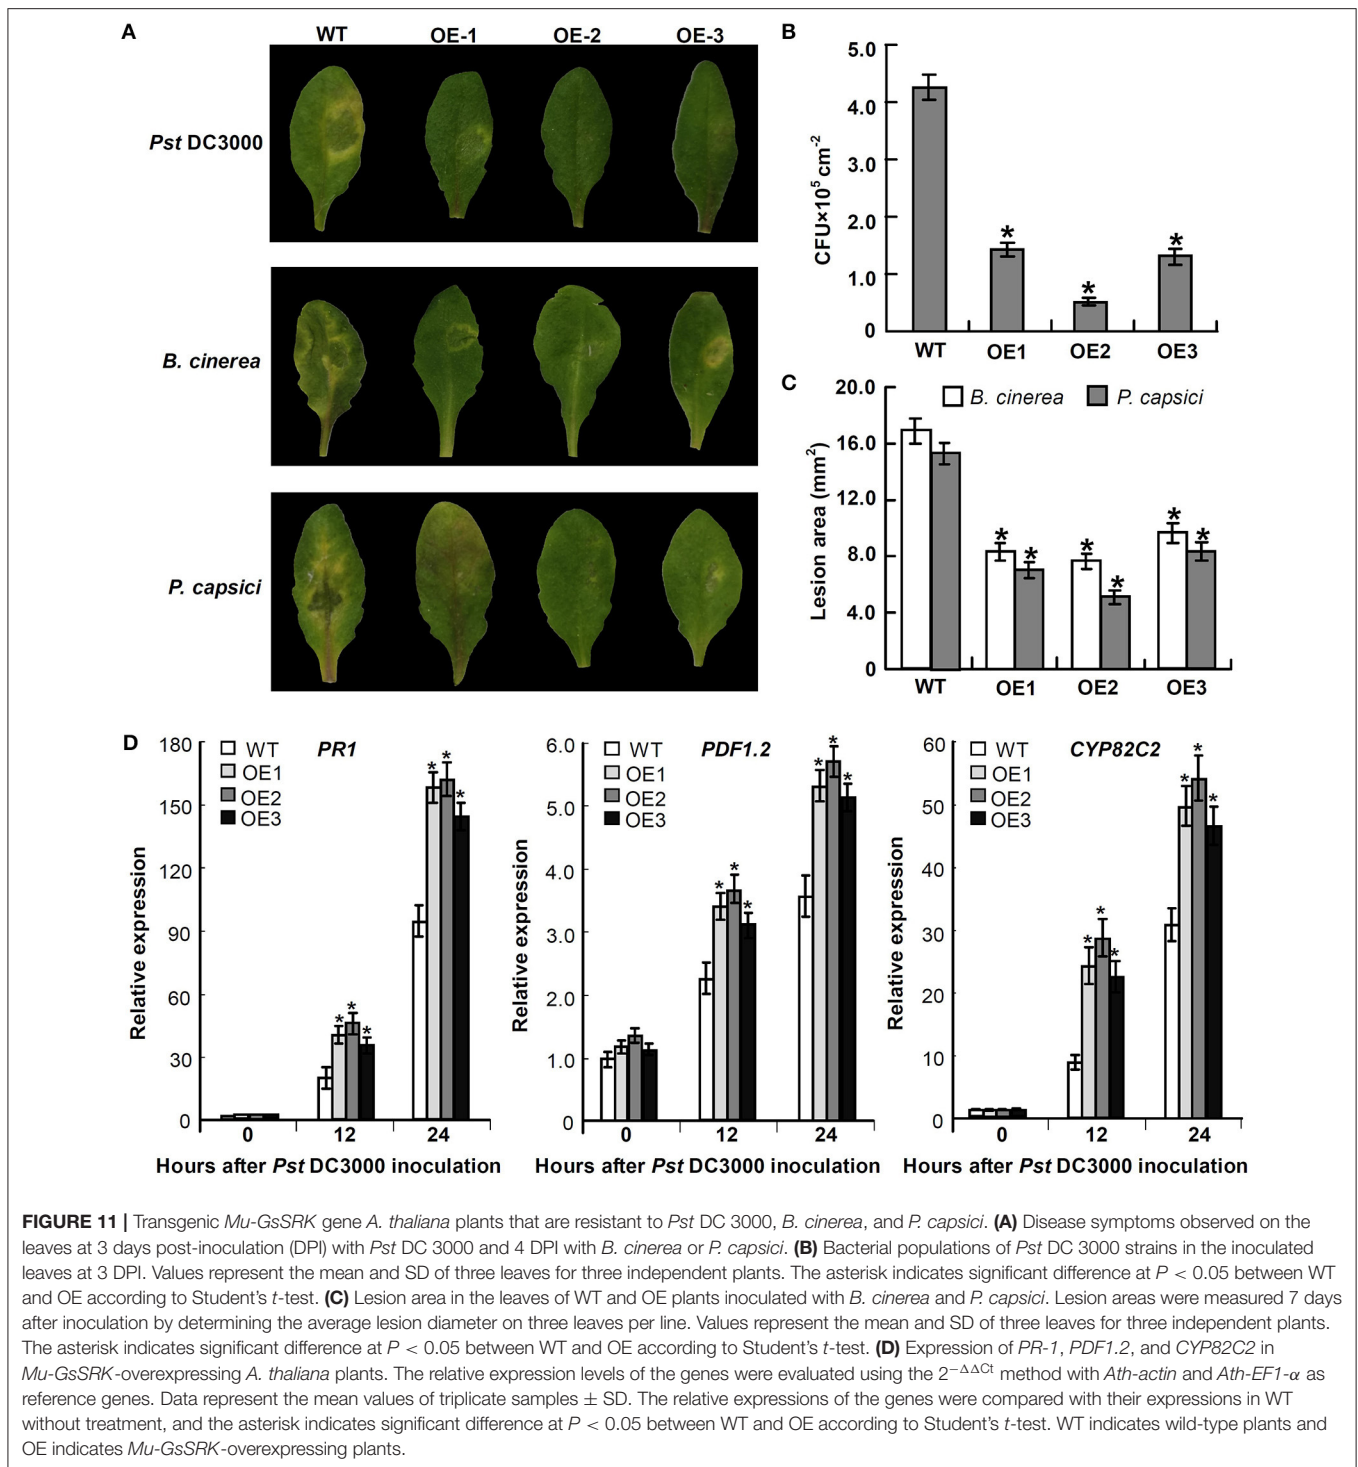 A
WT OE-1 OE-2 OE-3
Pst DC3000
B. cinerea
P. capsici
B
5.0
4.0
3.0
2.0
1.0
0
CFU×10⁵ cm⁻²
*
*
*
WT OE1 OE2 OE3
C
20.0
16.0
12.0
8.0
4.0
0
Lesion area (mm²)
B. cinerea P. capsici
* * * * * *
WT OE1 OE2 OE3
D
180
150
120
90
60
30
0
Relative expression
WT
OE1
OE2
OE3
PR1
* * * * * *
0 12 24
Hours after Pst DC3000 inoculation
6.0
5.0
4.0
3.0
2.0
1.0
0
Relative expression
WT
OE1
OE2
OE3
PDF1.2
* * * * * *
0 12 24
Hours after Pst DC3000 inoculation
60
50
40
30
20
10
0
Relative expression
WT
OE1
OE2
OE3
CYP82C2
* * * * * *
0 12 24
Hours after Pst DC3000 inoculation
FIGURE 11 | Transgenic Mu-GsSRK gene A. thaliana plants that are resistant to Pst DC 3000, B. cinerea, and P. capsici. (A) Disease symptoms observed on the
leaves at 3 days post-inoculation (DPI) with Pst DC 3000 and 4 DPI with B. cinerea or P. capsici. (B) Bacterial populations of Pst DC 3000 strains in the inoculated
leaves at 3 DPI. Values represent the mean and SD of three leaves for three independent plants. The asterisk indicates significant difference at P < 0.05 between WT
and OE according to Student's t-test. (C) Lesion area in the leaves of WT and OE plants inoculated with B. cinerea and P. capsici. Lesion areas were measured 7 days
after inoculation by determining the average lesion diameter on three leaves per line. Values represent the mean and SD of three leaves for three independent plants.
The asterisk indicates significant difference at P < 0.05 between WT and OE according to Student's t-test. (D) Expression of PR-1, PDF1.2, and CYP82C2 in
Mu-GsSRK-overexpressing A. thaliana plants. The relative expression levels of the genes were evaluated using the 2−ΔΔCt method with Ath-actin and Ath-EF1-α as
reference genes. Data represent the mean values of triplicate samples ± SD. The relative expressions of the genes were compared with their expressions in WT
without treatment, and the asterisk indicates significant difference at P < 0.05 between WT and OE according to Student's t-test. WT indicates wild-type plants and
OE indicates Mu-GsSRK-overexpressing plants.